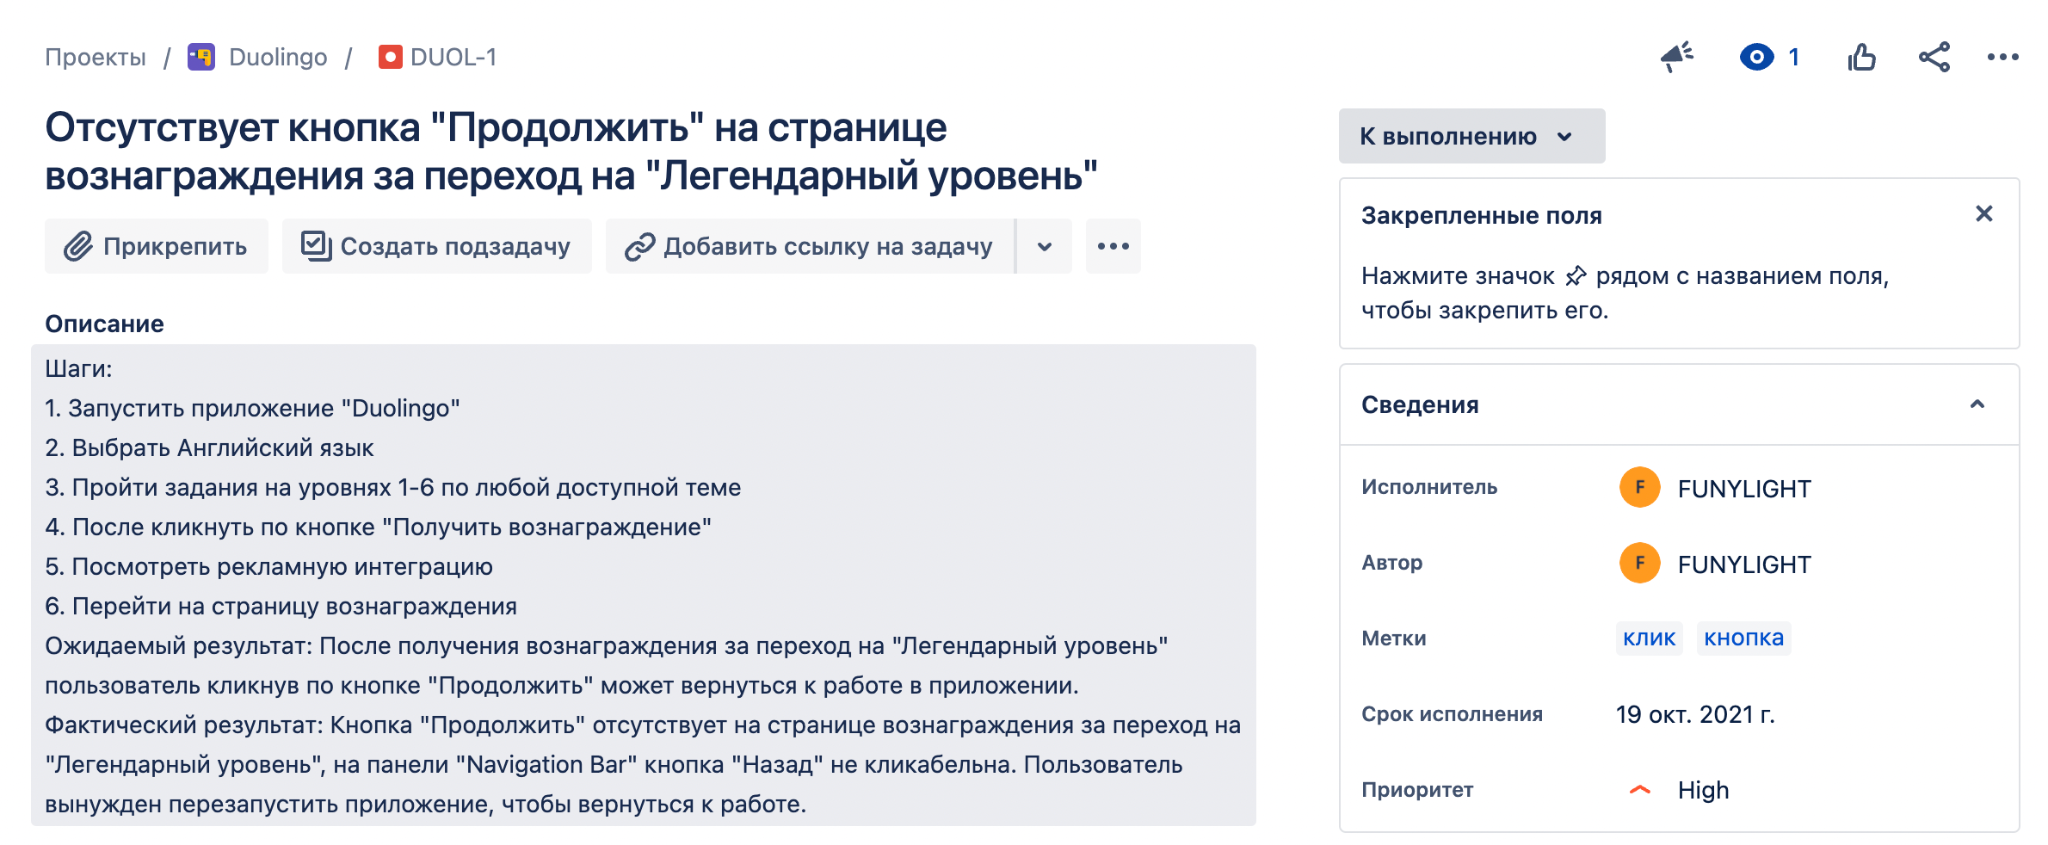 Проекты / Duolingo / DUOL-1
1
Отсутствует кнопка "Продолжить" на странице
вознаграждения за переход на "Легендарный уровень"
Прикрепить
Создать подзадачу
Добавить ссылку на задачу
Описание
Шаги:
1. Запустить приложение "Duolingo"
2. Выбрать Английский язык
3. Пройти задания на уровнях 1-6 по любой доступной теме
4. После кликнуть по кнопке "Получить вознаграждение"
5. Посмотреть рекламную интеграцию
6. Перейти на страницу вознаграждения
Ожидаемый результат: После получения вознаграждения за переход на "Легендарный уровень"
пользователь кликнув по кнопке "Продолжить" может вернуться к работе в приложении.
Фактический результат: Кнопка "Продолжить" отсутствует на странице вознаграждения за переход на
"Легендарный уровень", на панели "Navigation Bar" кнопка "Назад" не кликабельна. Пользователь
вынужден перезапустить приложение, чтобы вернуться к работе.
К выполнению
Закрепленные поля
Нажмите значок рядом с названием поля,
чтобы закрепить его.
Сведения
Исполнитель F FUNYLIGHT
Автор F FUNYLIGHT
Метки клик кнопка
Срок исполнения 19 окт. 2021 г.
Приоритет High